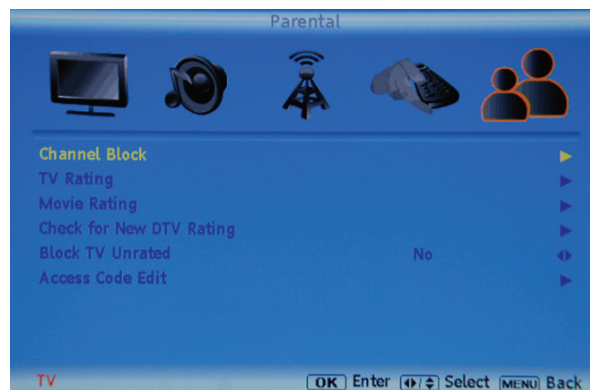 Parental
Channel Block
TV Rating
Movie Rating
Check for New DTV Rating
Block TV Unrated No
Access Code Edit
TV OK Enter Select MENU Back